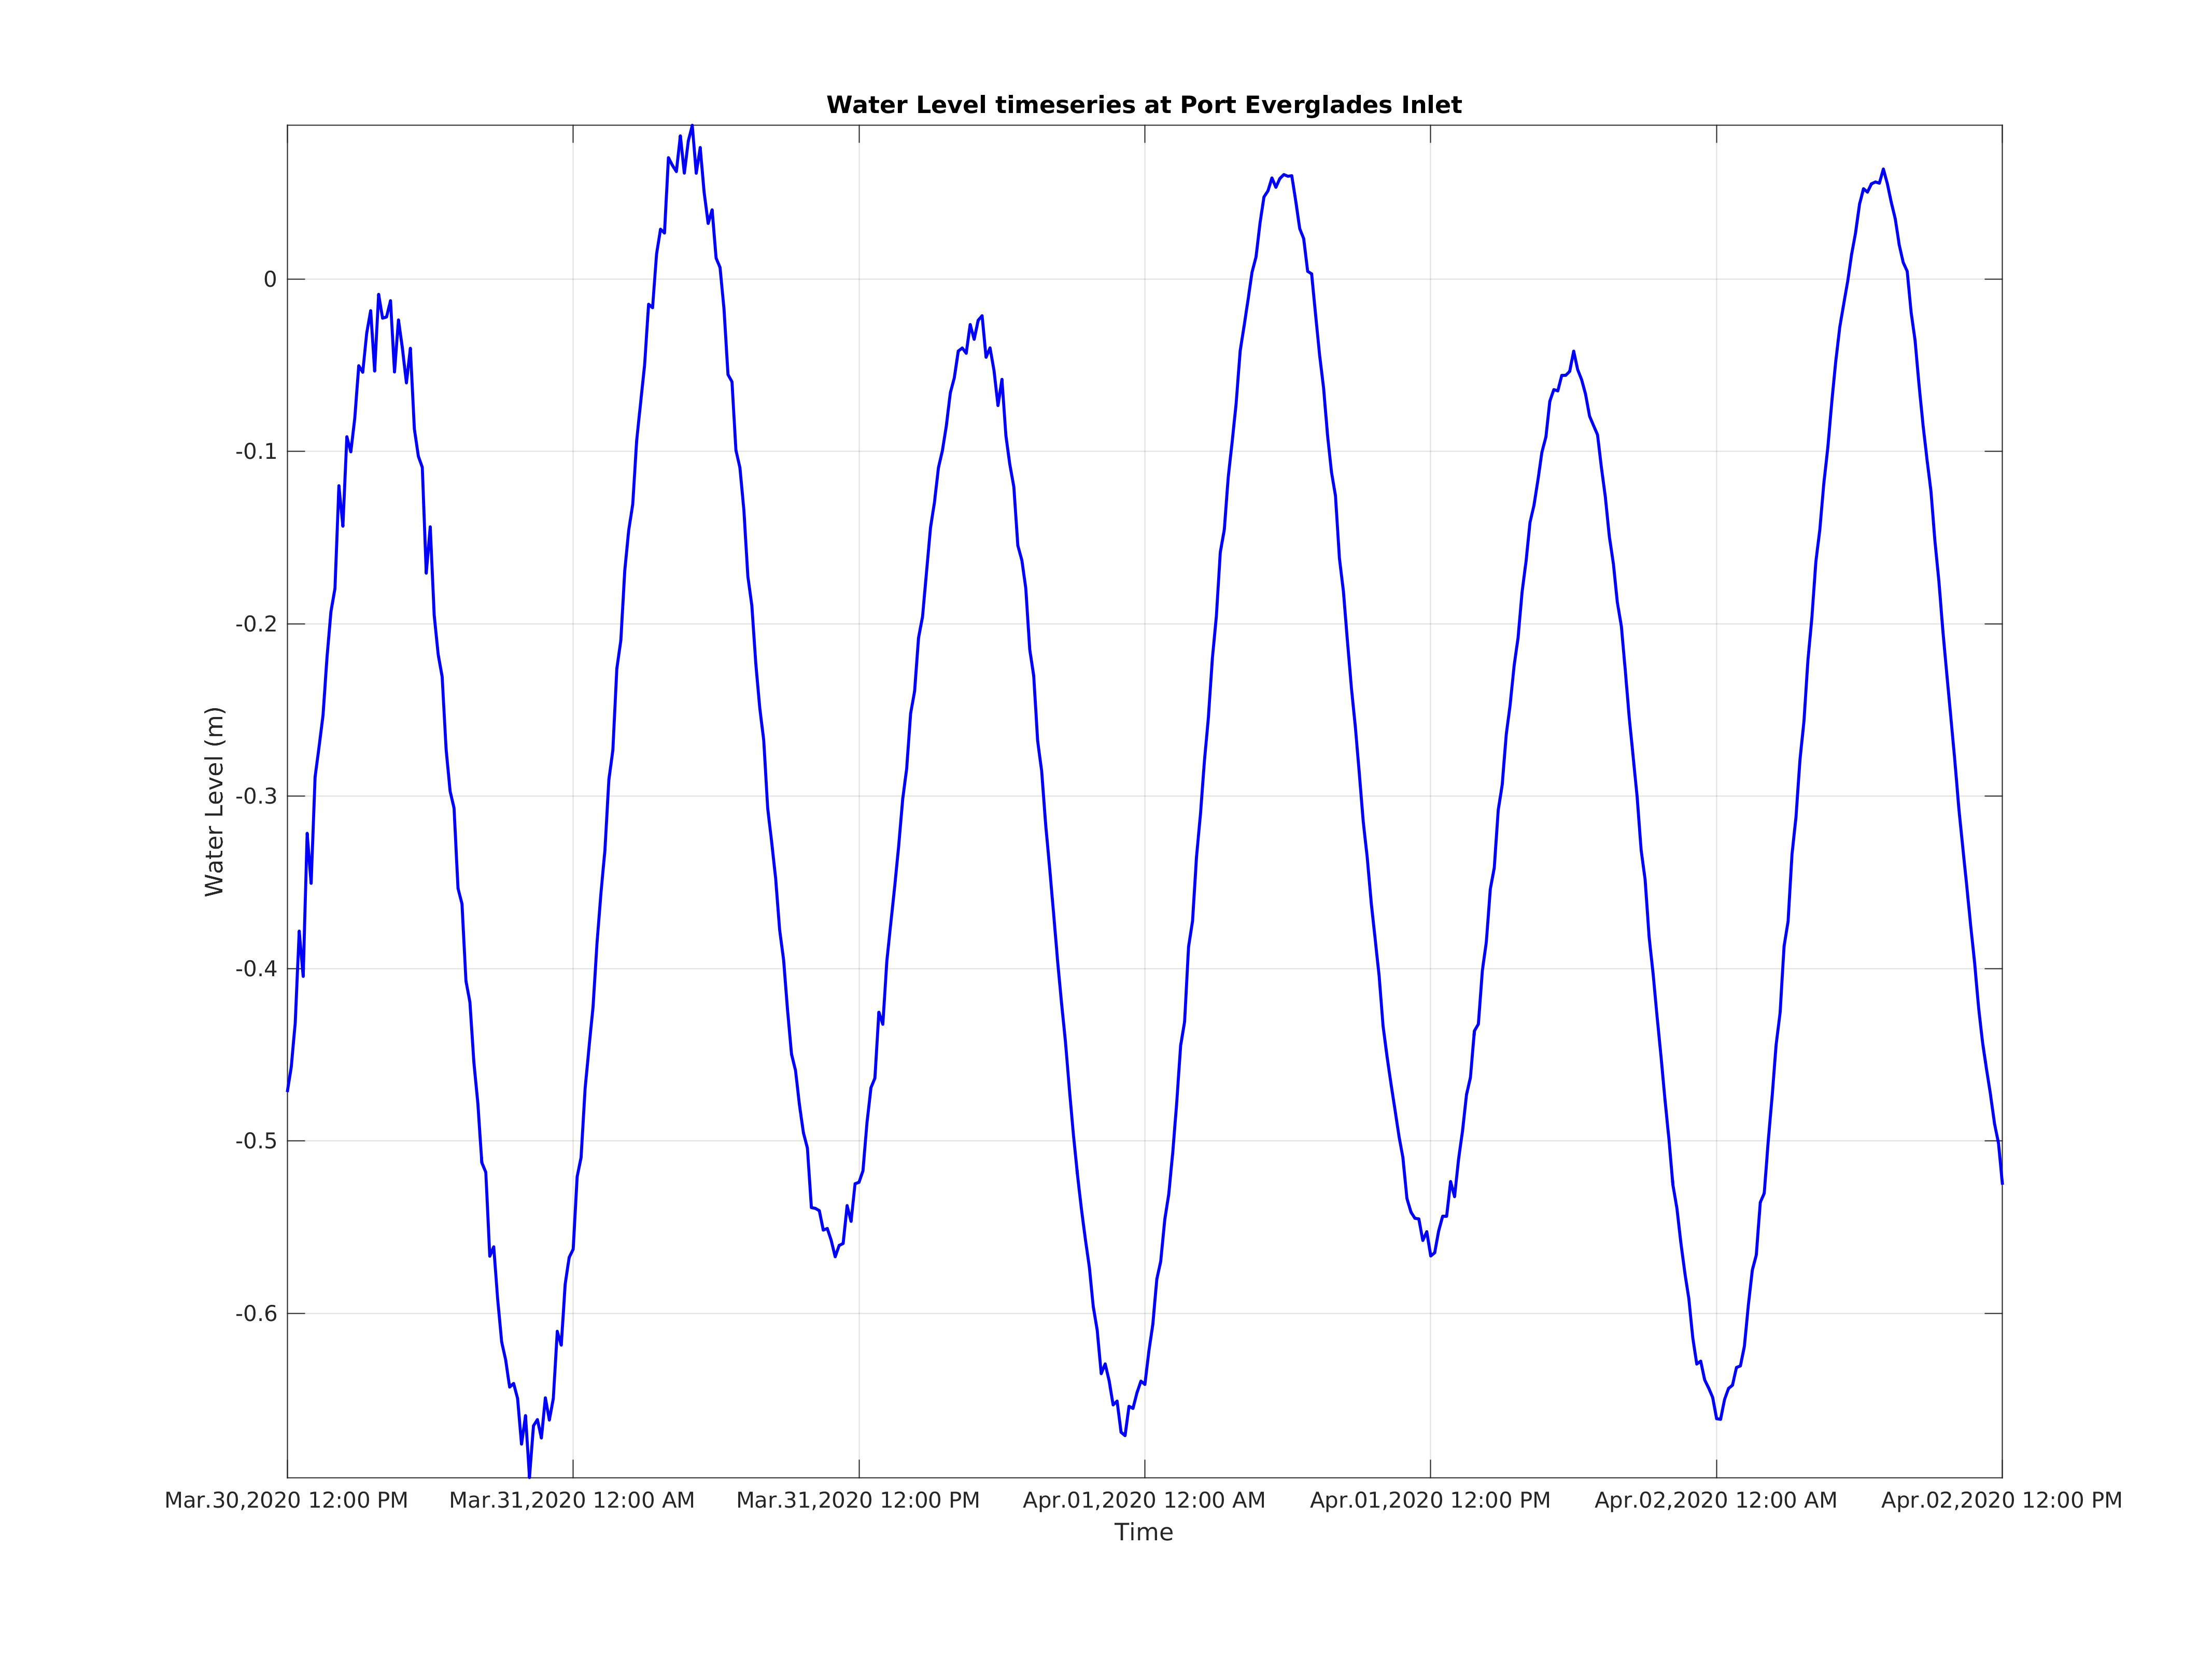 Water Level timeseries at Port Everglades Inlet
0
-0.1
-0.2
-0.3
-0.4
-0.5
-0.6
Water Level (m)
Mar.30,2020 12:00 PM Mar.31,2020 12:00 AM Mar.31,2020 12:00 PM Apr.01,2020 12:00 AM Apr.01,2020 12:00 PM Apr.02,2020 12:00 AM Apr.02,2020 12:00 PM
Time